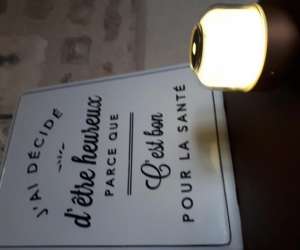 J'AI DÉCIDÉ
d'être heureux
PARCE QUE
C'est bon
POUR LA SANTÉ